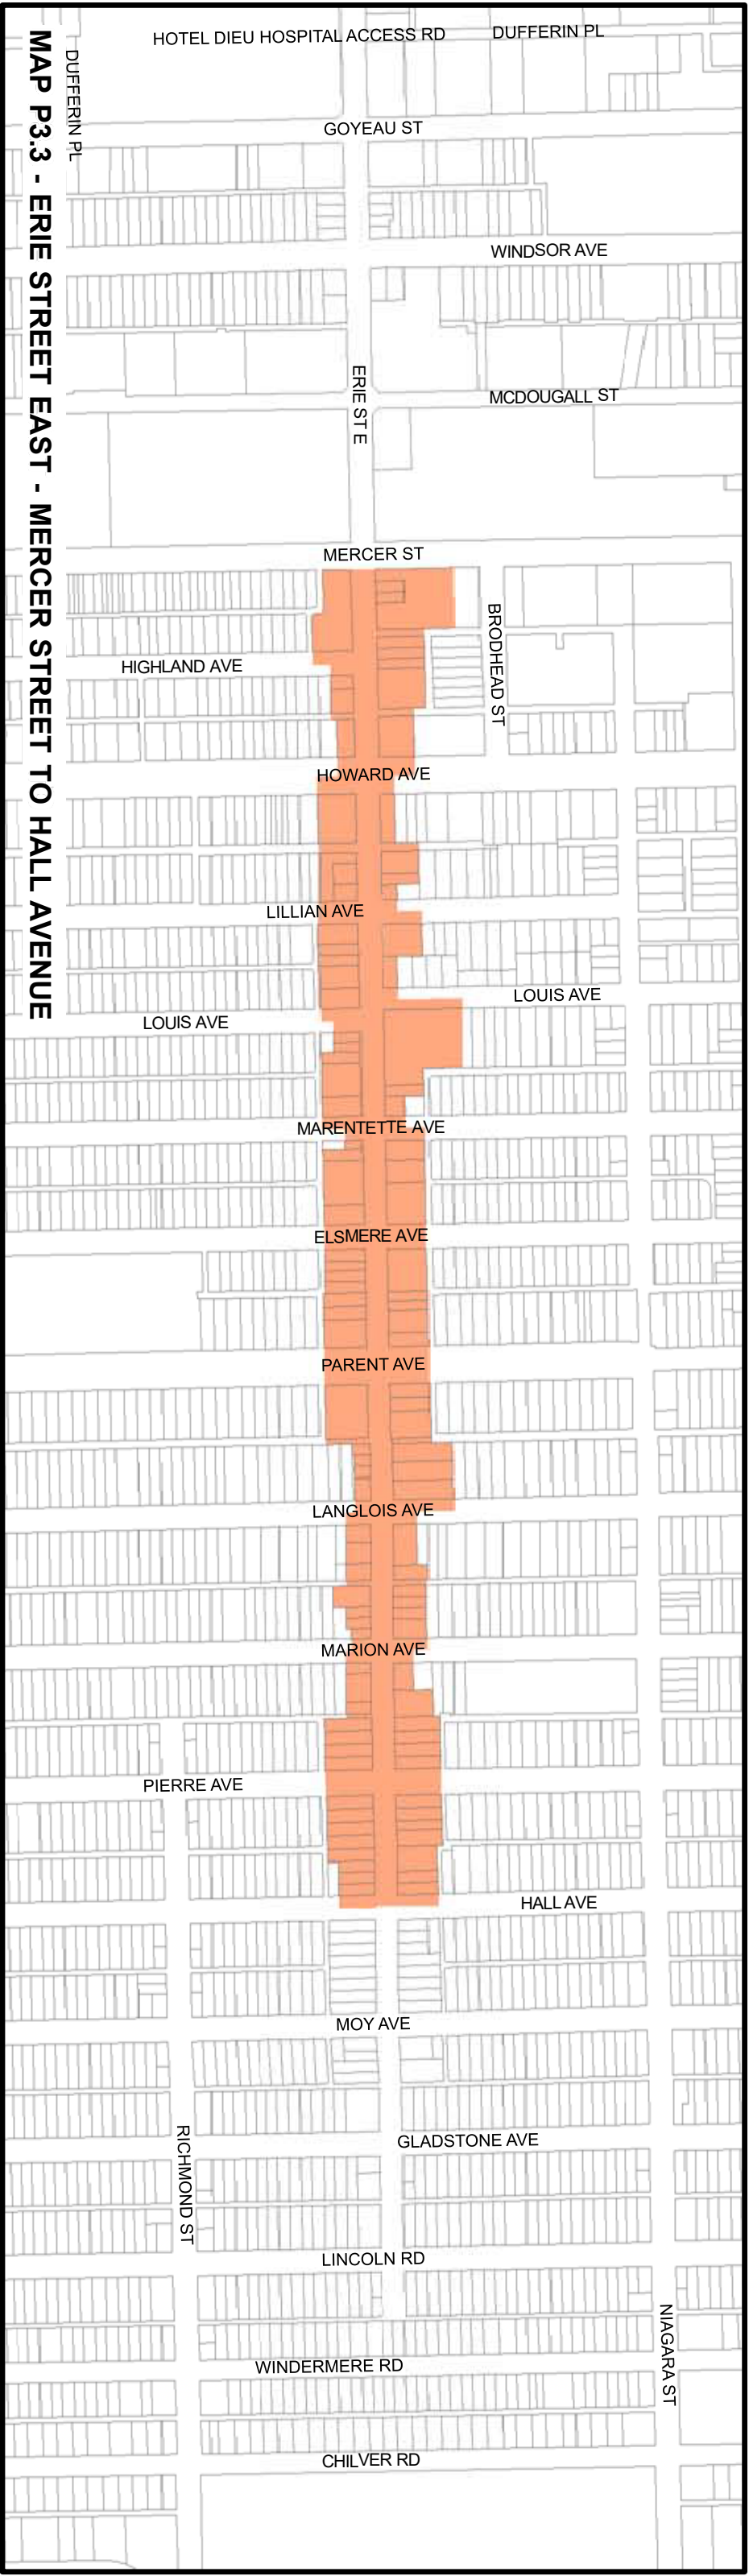 HOTEL DIEU HOSPITAL ACCESS RD
DUFFERIN PL
DUFFERIN PL
MAP P3.3 - ERIE STREET EAST - MERCER STREET TO HALL AVENUE
GOYEAU ST
WINDSOR AVE
ERIE ST E
MCDOUGALL ST
MERCER ST
BRODHEAD ST
HIGHLAND AVE
HOWARD AVE
LILLIAN AVE
LOUIS AVE
LOUIS AVE
MARENTETTE AVE
ELSMERE AVE
PARENT AVE
LANGLOIS AVE
MARION AVE
PIERRE AVE
HALL AVE
MOY AVE
RICHMOND ST
GLADSTONE AVE
LINCOLN RD
NIAGARA ST
WINDERMERE RD
CHILVER RD